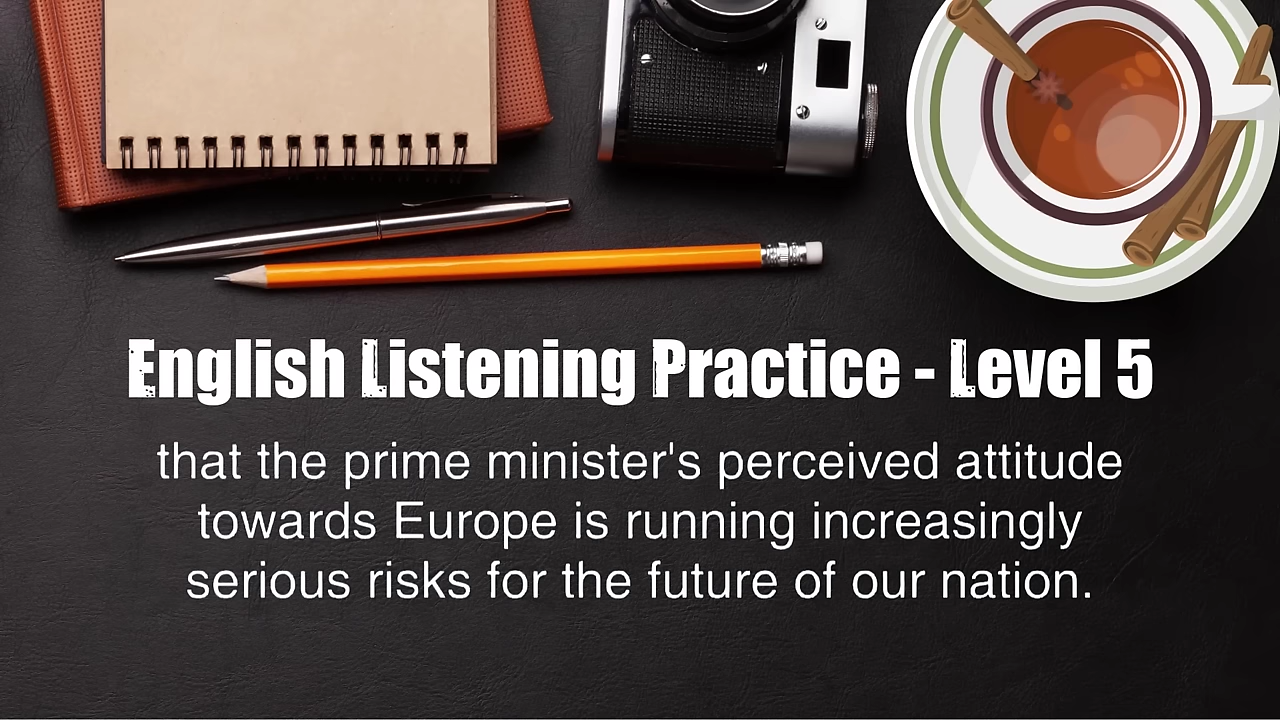 English Listening Practice - Level 5
that the prime minister's perceived attitude
towards Europe is running increasingly
serious risks for the future of our nation.